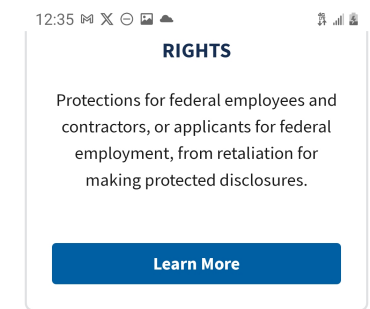 12:35
RIGHTS
Protections for federal employees and
contractors, or applicants for federal
employment, from retaliation for
making protected disclosures.
Learn More